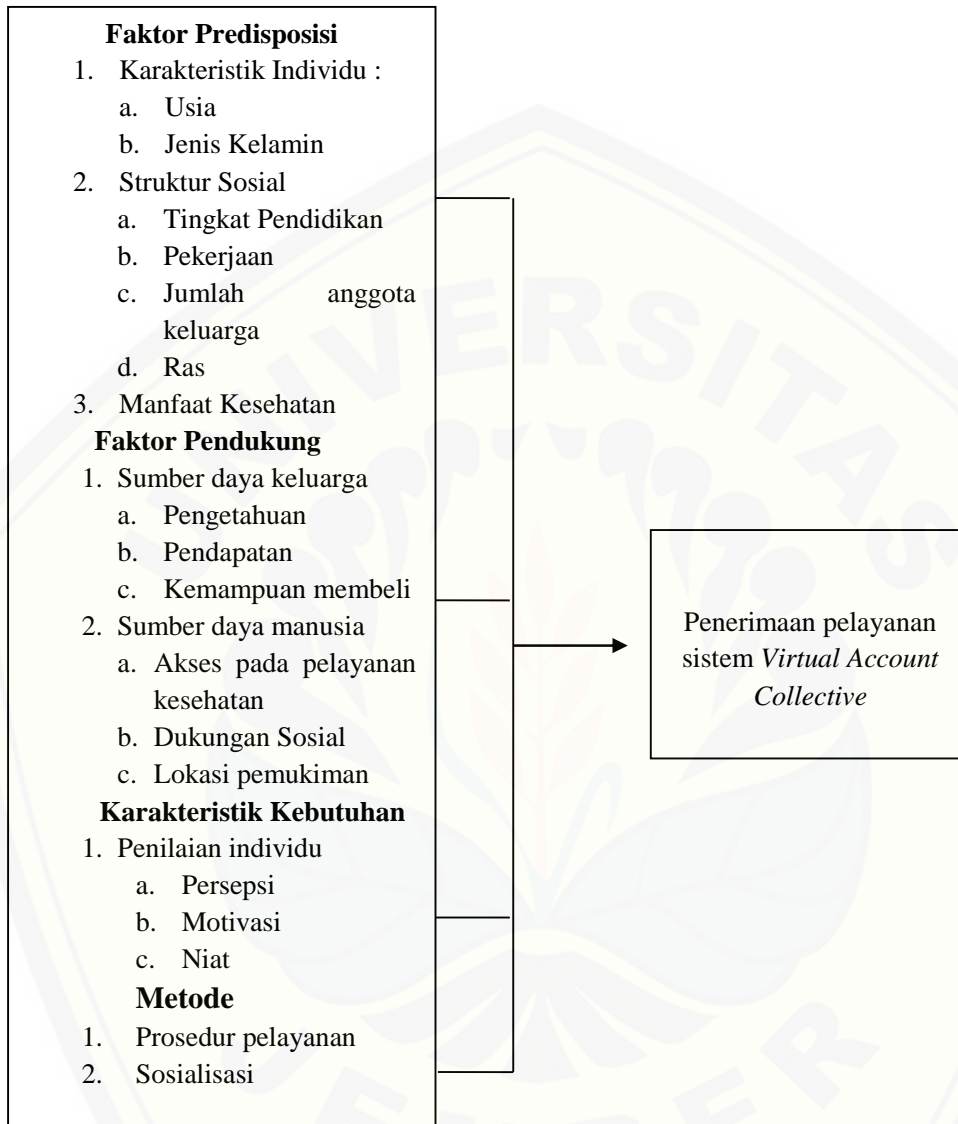 Faktor Predisposisi
1. Karakteristik Individu :
a. Usia
b. Jenis Kelamin
2. Struktur Sosial
a. Tingkat Pendidikan
b. Pekerjaan
c. Jumlah anggota
keluarga
d. Ras
3. Manfaat Kesehatan
Faktor Pendukung
1. Sumber daya keluarga
a. Pengetahuan
b. Pendapatan
c. Kemampuan membeli
2. Sumber daya manusia
a. Akses pada pelayanan
kesehatan
b. Dukungan Sosial
c. Lokasi pemukiman
Karakteristik Kebutuhan
1. Penilaian individu
a. Persepsi
b. Motivasi
c. Niat
Metode
1. Prosedur pelayanan
2. Sosialisasi
Penerimaan pelayanan
sistem Virtual Account
Collective
UNIVERSITAS
JEMBER